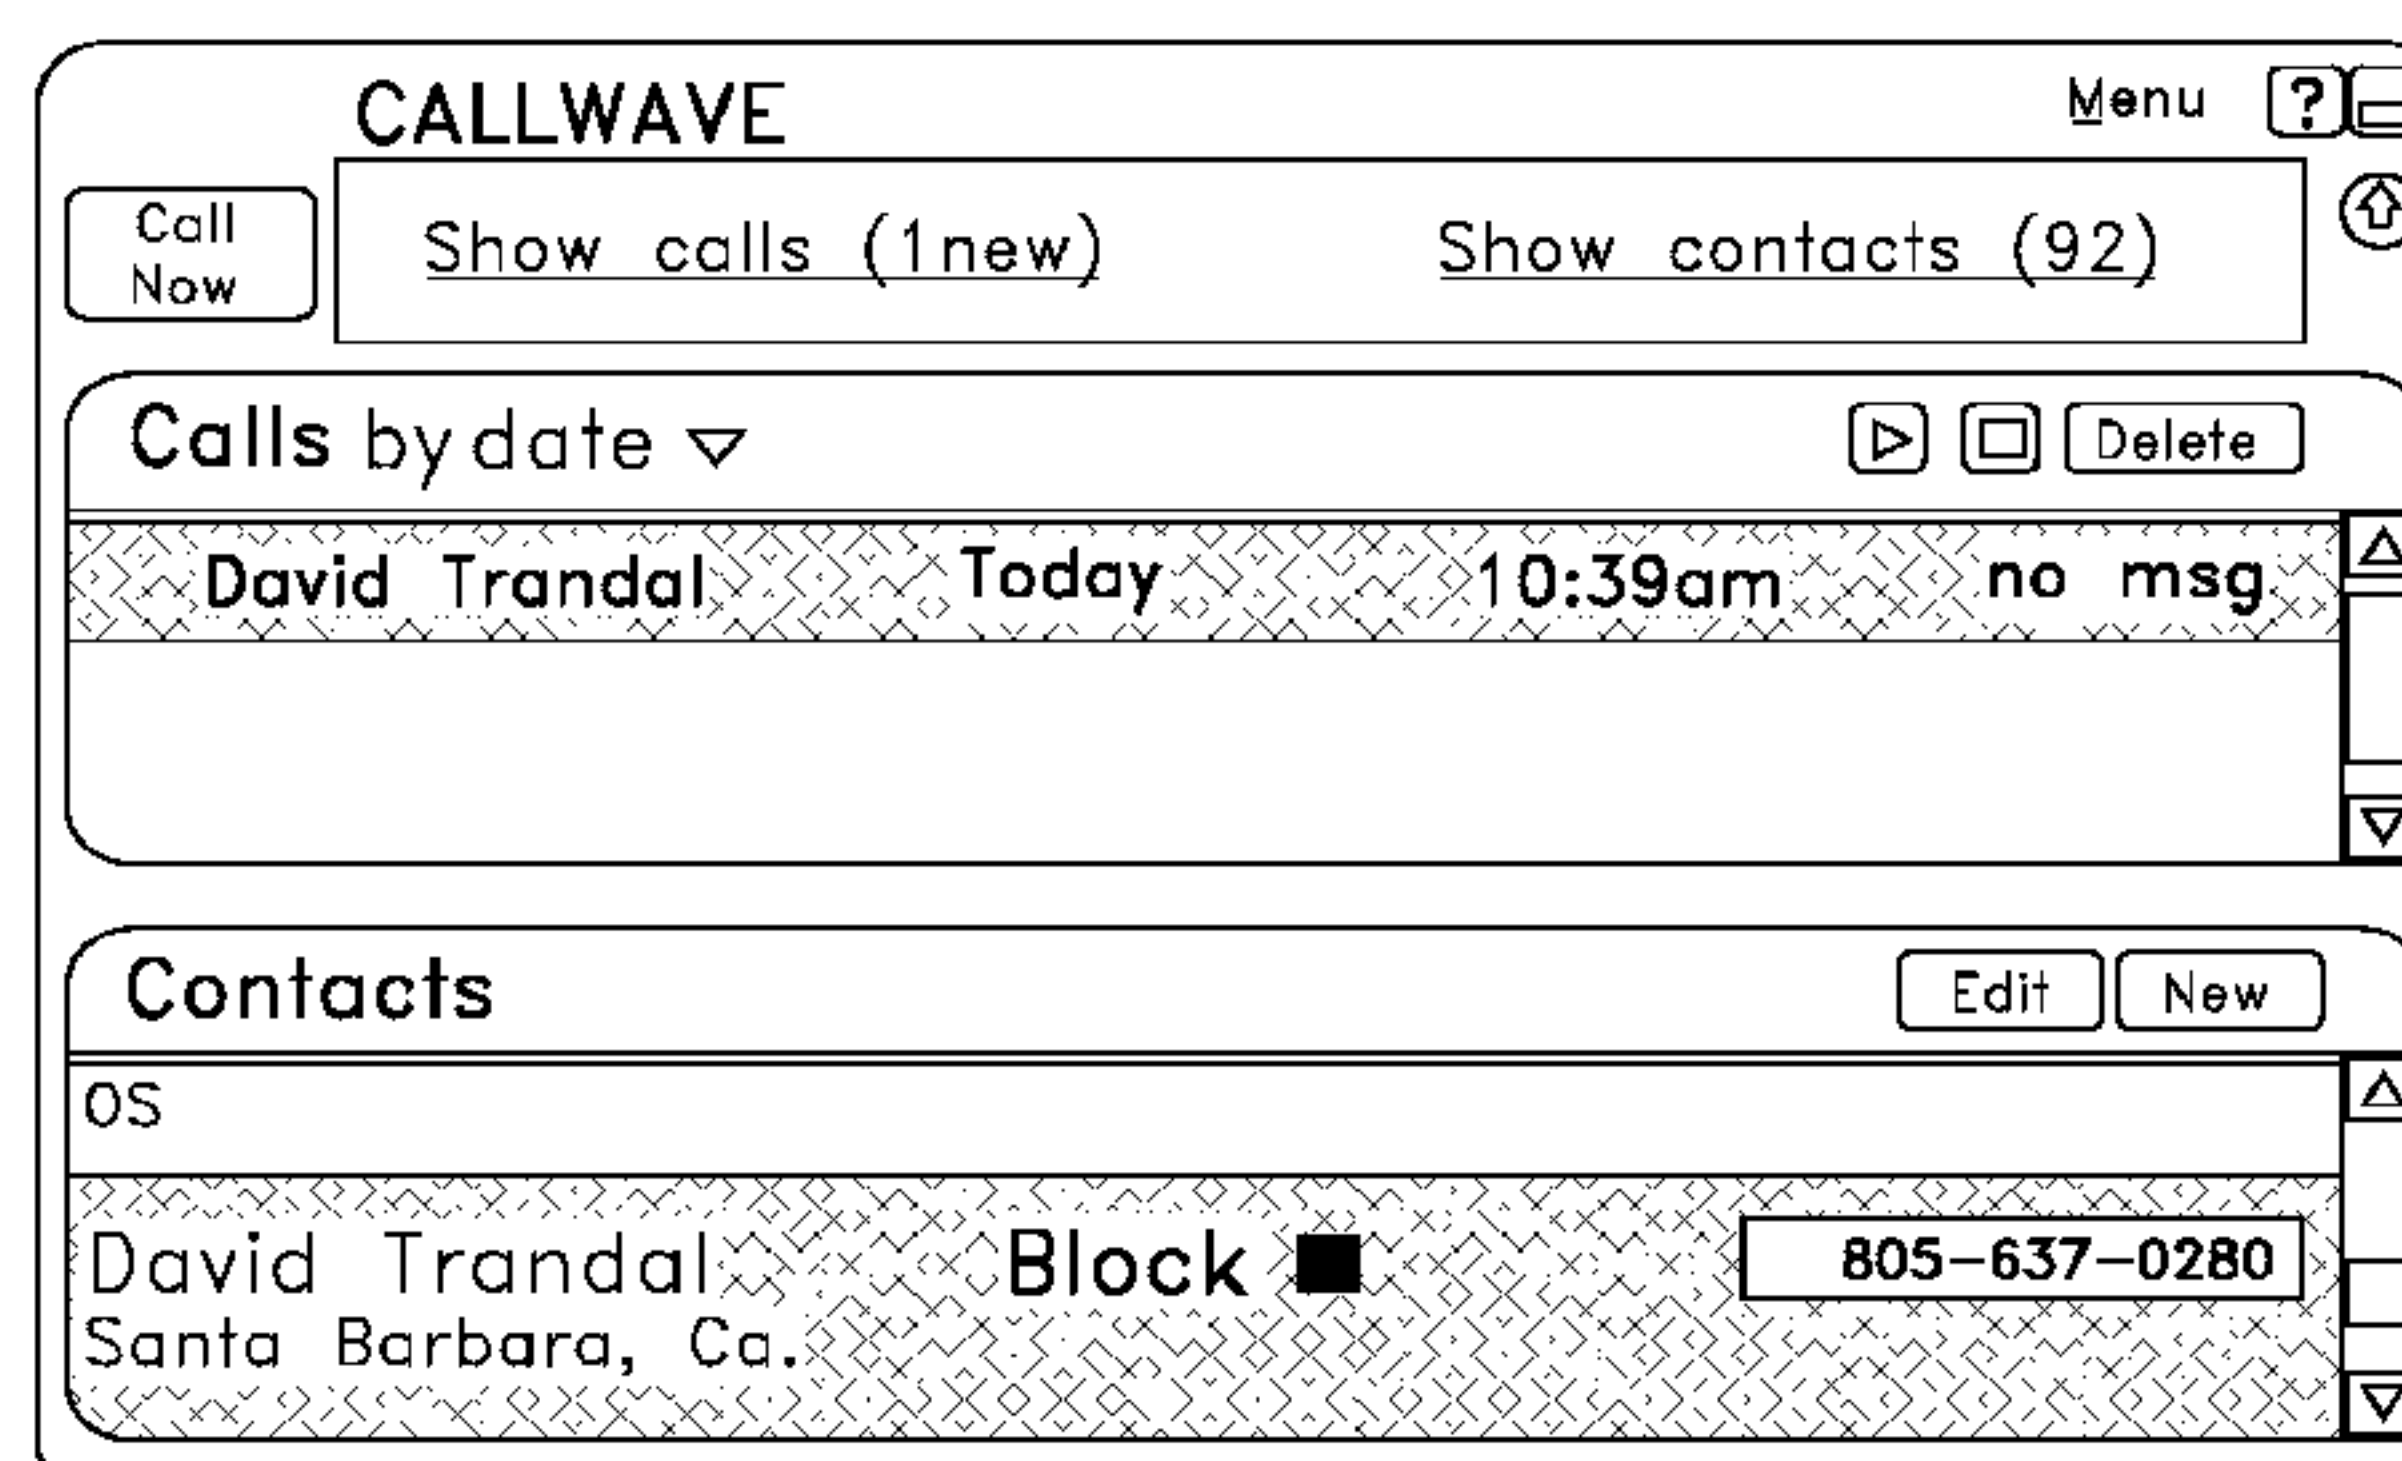 CALLWAVE Menu ?
Call Now Show calls (1new) Show contacts (92)
Calls by date Delete
David Trandal Today 10:39am no msg
Contacts Edit New
OS
David Trandal Block 805-637-0280
Santa Barbara, Ca.